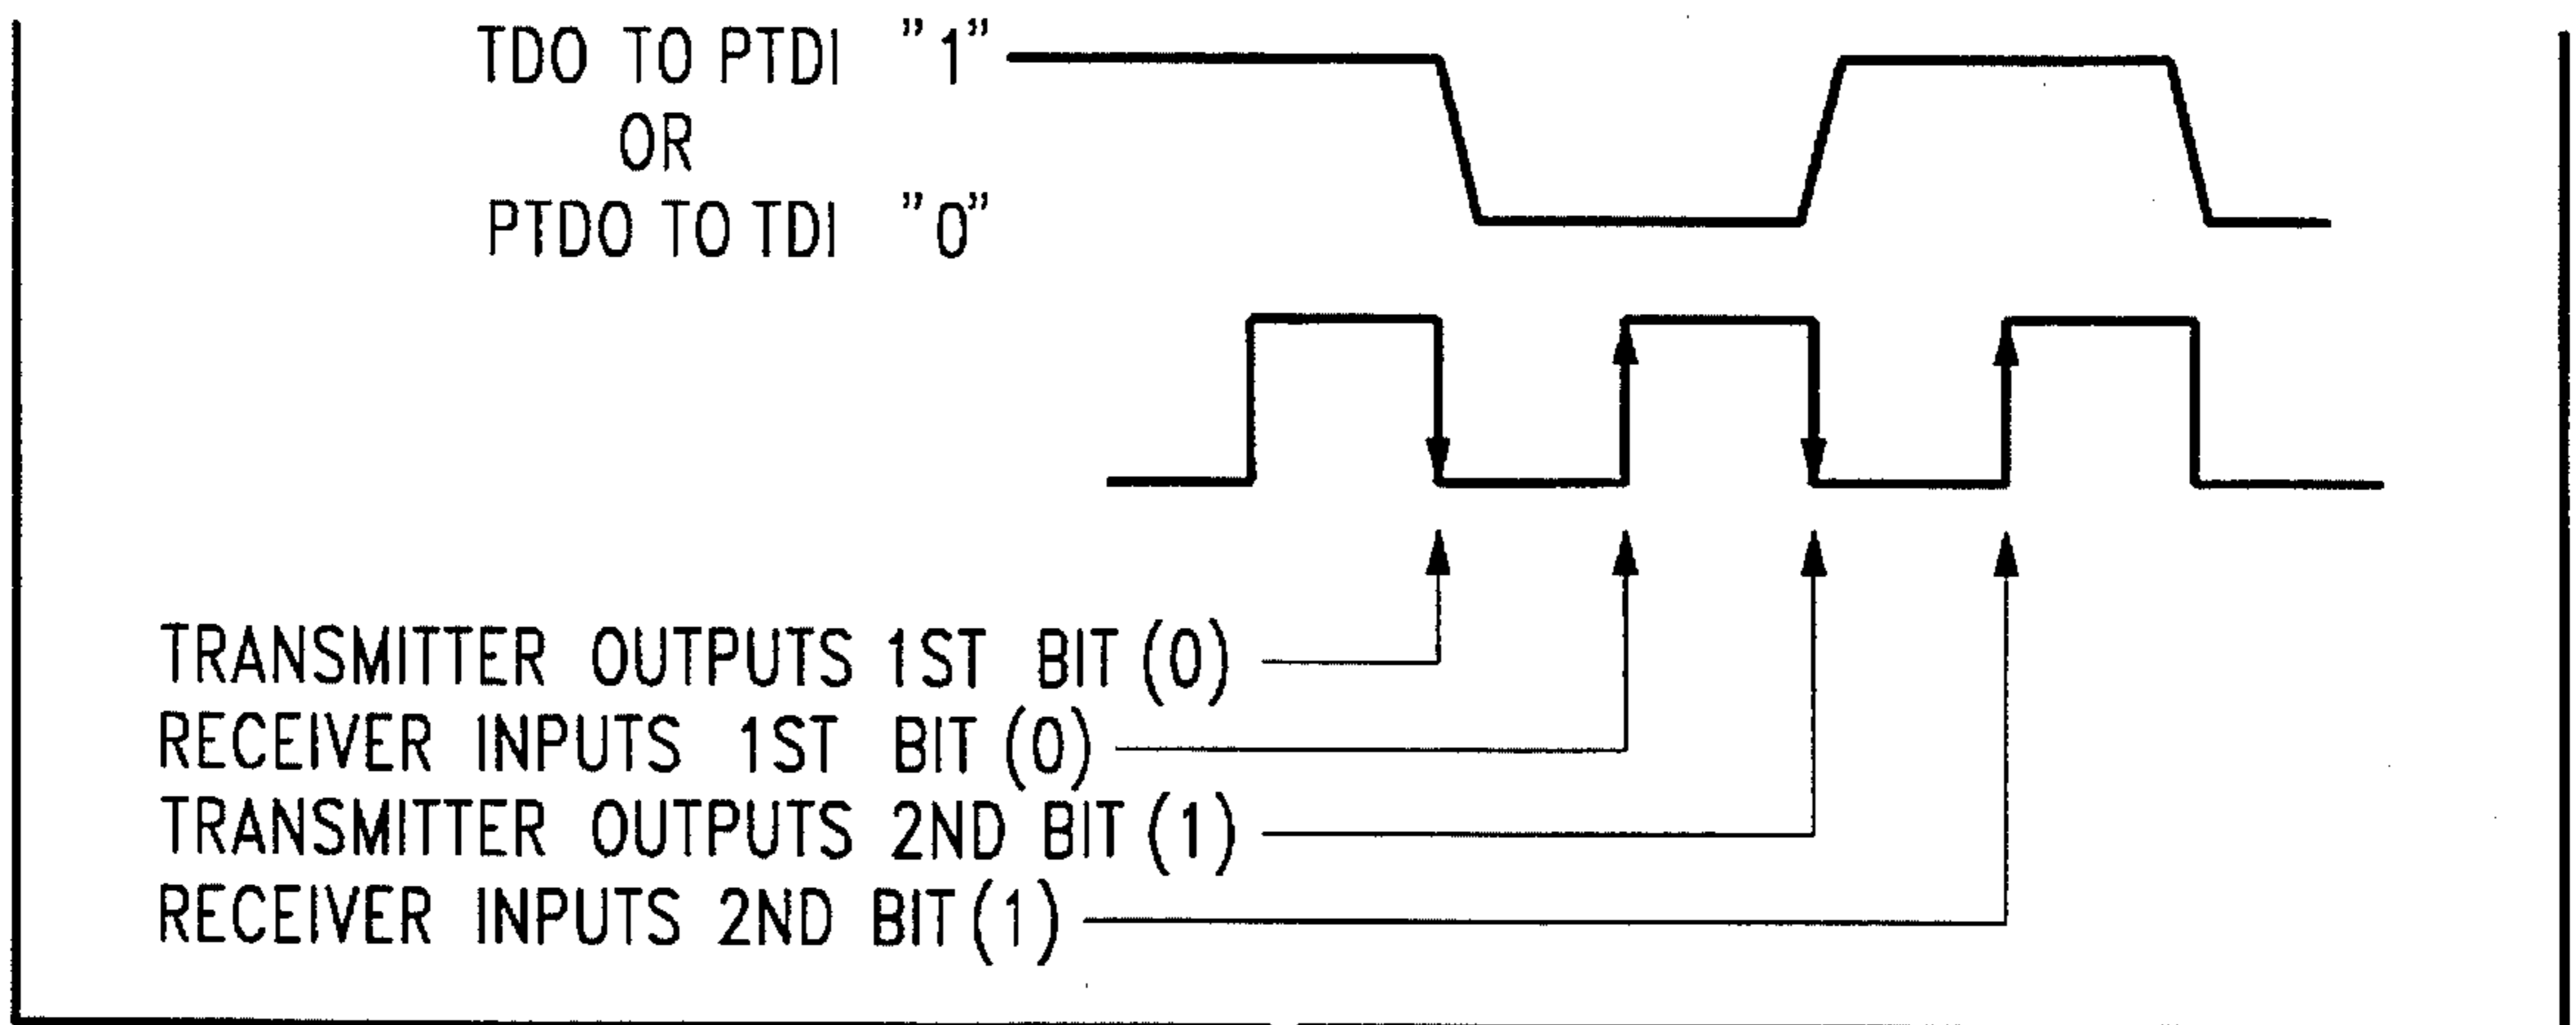 TDO TO PTDI "1"
OR
PTDO TO TDI "0"
TRANSMITTER OUTPUTS 1ST BIT (0)
RECEIVER INPUTS 1ST BIT (0)
TRANSMITTER OUTPUTS 2ND BIT (1)
RECEIVER INPUTS 2ND BIT (1)